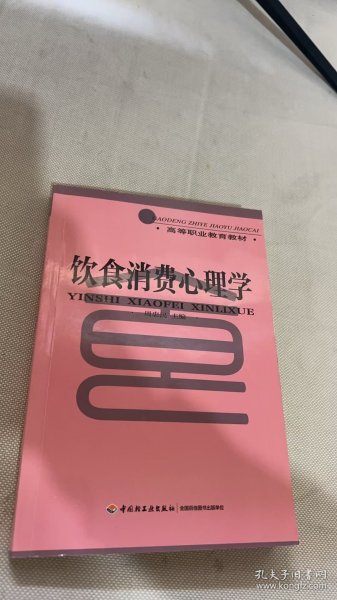 GAODENG ZHIYE JIAOYU JIAOCAI
·高等职业教育教材·
饮食消费心理学
YINSHI XIAOFEI XINLIXUE
主编
中国轻工业出版社
全国百佳图书出版单位
孔夫子旧书网